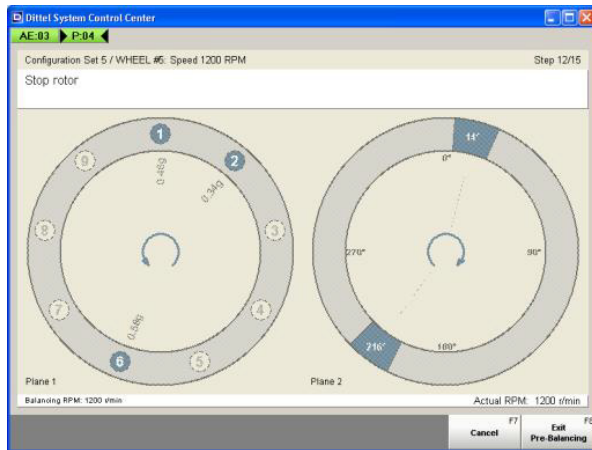 Dittel System Control Center
AE:03 P:04
Configuration Set 5 / WHEEL #5: Speed 1200 RPM Step 12/15
Stop rotor
1
2
3
4
5
6
7
8
9
0.46g
0.34g
0.58g
Plane 1
14°
0°
90°
180°
270°
216°
Plane 2
Balancing RPM: 1200 r/min
Actual RPM: 1200 r/min
F7
Cancel
F8
Exit
Pre-Balancing